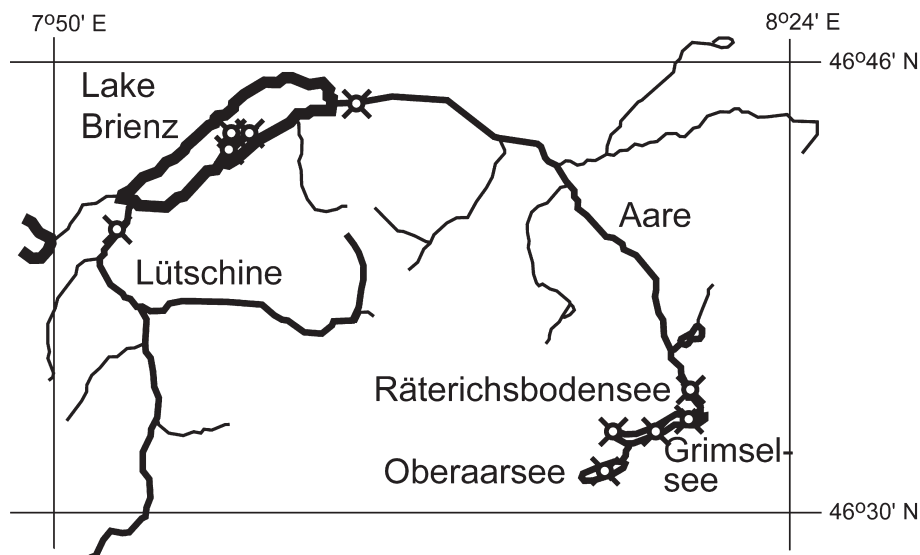 7º50' E
8º24' E
46º46' N
Lake
Brienz
Aare
Lütschine
Räterichsbodensee
Grimsel-
see
Oberaarsee
46º30' N